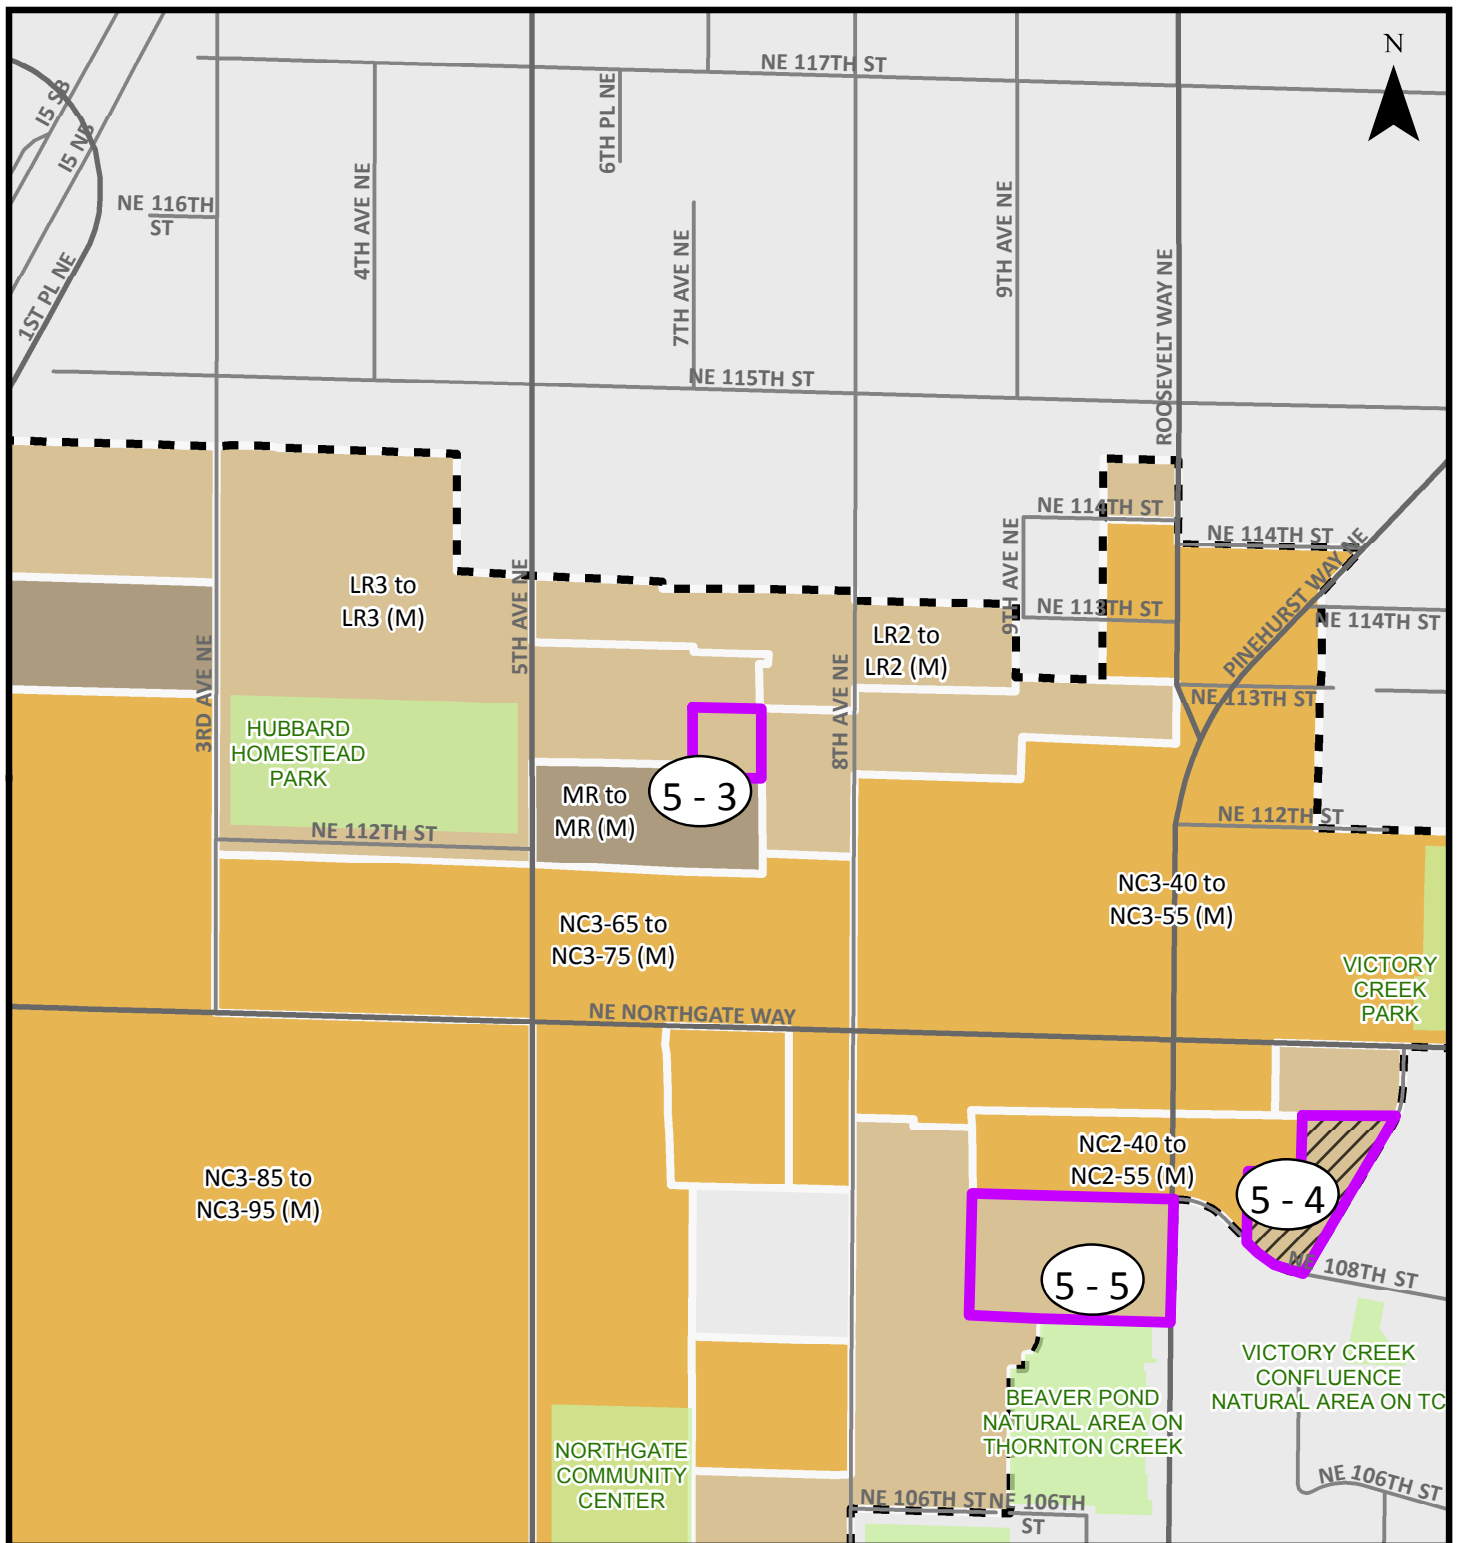 N
NE 117TH ST
I5 SB
I5 NB
6TH PL NE
4TH AVE NE
9TH AVE NE
NE 116TH
ST
7TH AVE NE
1ST PL NE
ROOSEVELT WAY NE
NE 115TH ST
NE 114TH ST
NE 114TH ST
9TH AVE NE
PINEHURST WAY NE
5TH AVE NE
LR3 to
LR3 (M)
NE 113TH ST
NE 114TH ST
LR2 to
LR2 (M)
3RD AVE NE
8TH AVE NE
NE 113TH ST
HUBBARD
HOMESTEAD
PARK
5 - 3
MR to
MR (M)
NE 112TH ST
NE 112TH ST
NC3-40 to
NC3-55 (M)
NC3-65 to
NC3-75 (M)
VICTORY
CREEK
PARK
NE NORTHGATE WAY
NC2-40 to
NC2-55 (M)
NC3-85 to
NC3-95 (M)
5 - 4
5 - 5
NE 108TH ST
VICTORY CREEK
CONFLUENCE
NATURAL AREA ON TC
BEAVER POND
NATURAL AREA ON
THORNTON CREEK
NORTHGATE
COMMUNITY
CENTER
NE 106TH ST
NE 106TH ST
NE 106TH
ST